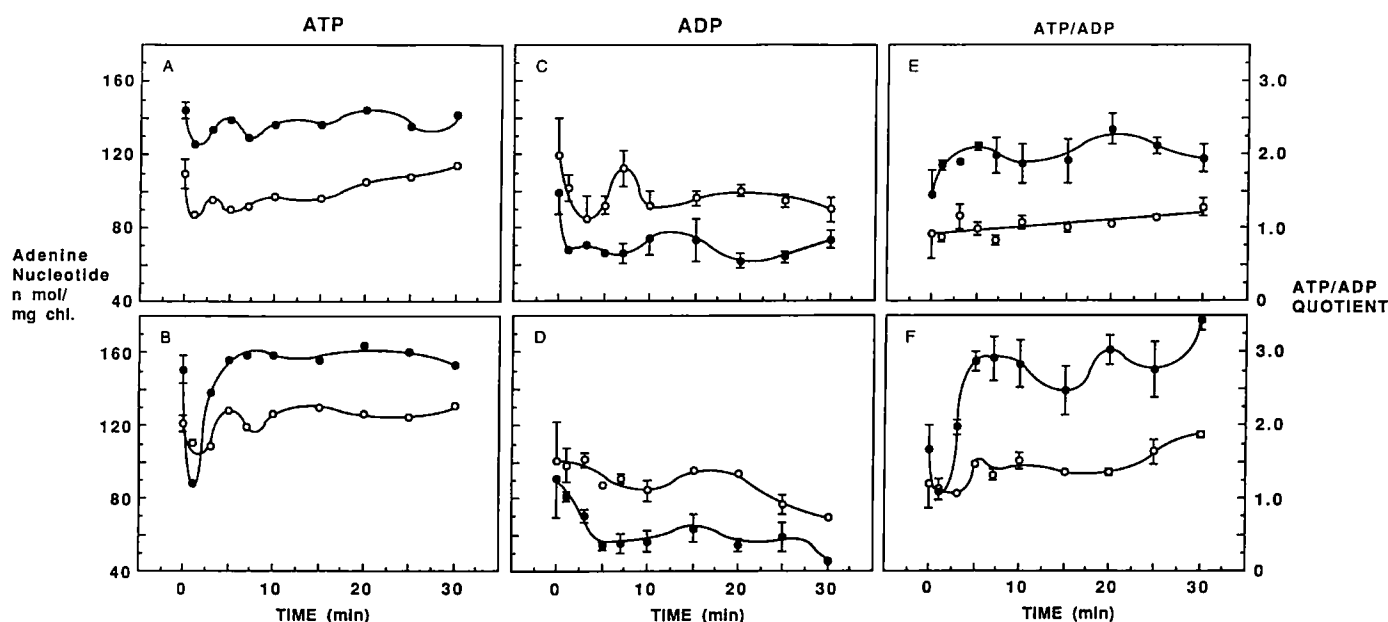 ATP ADP ATP/ADP
A C E
160
120
80
40
3.0
2.0
1.0
0
Adenine
Nucleotide
n mol/
mg chl.
ATP/ADP
QUOTIENT
B D F
160
120
80
40
3.0
2.0
1.0
0
0 10 20 30 0 10 20 30 0 10 20 30
TIME (min) TIME (min) TIME (min)